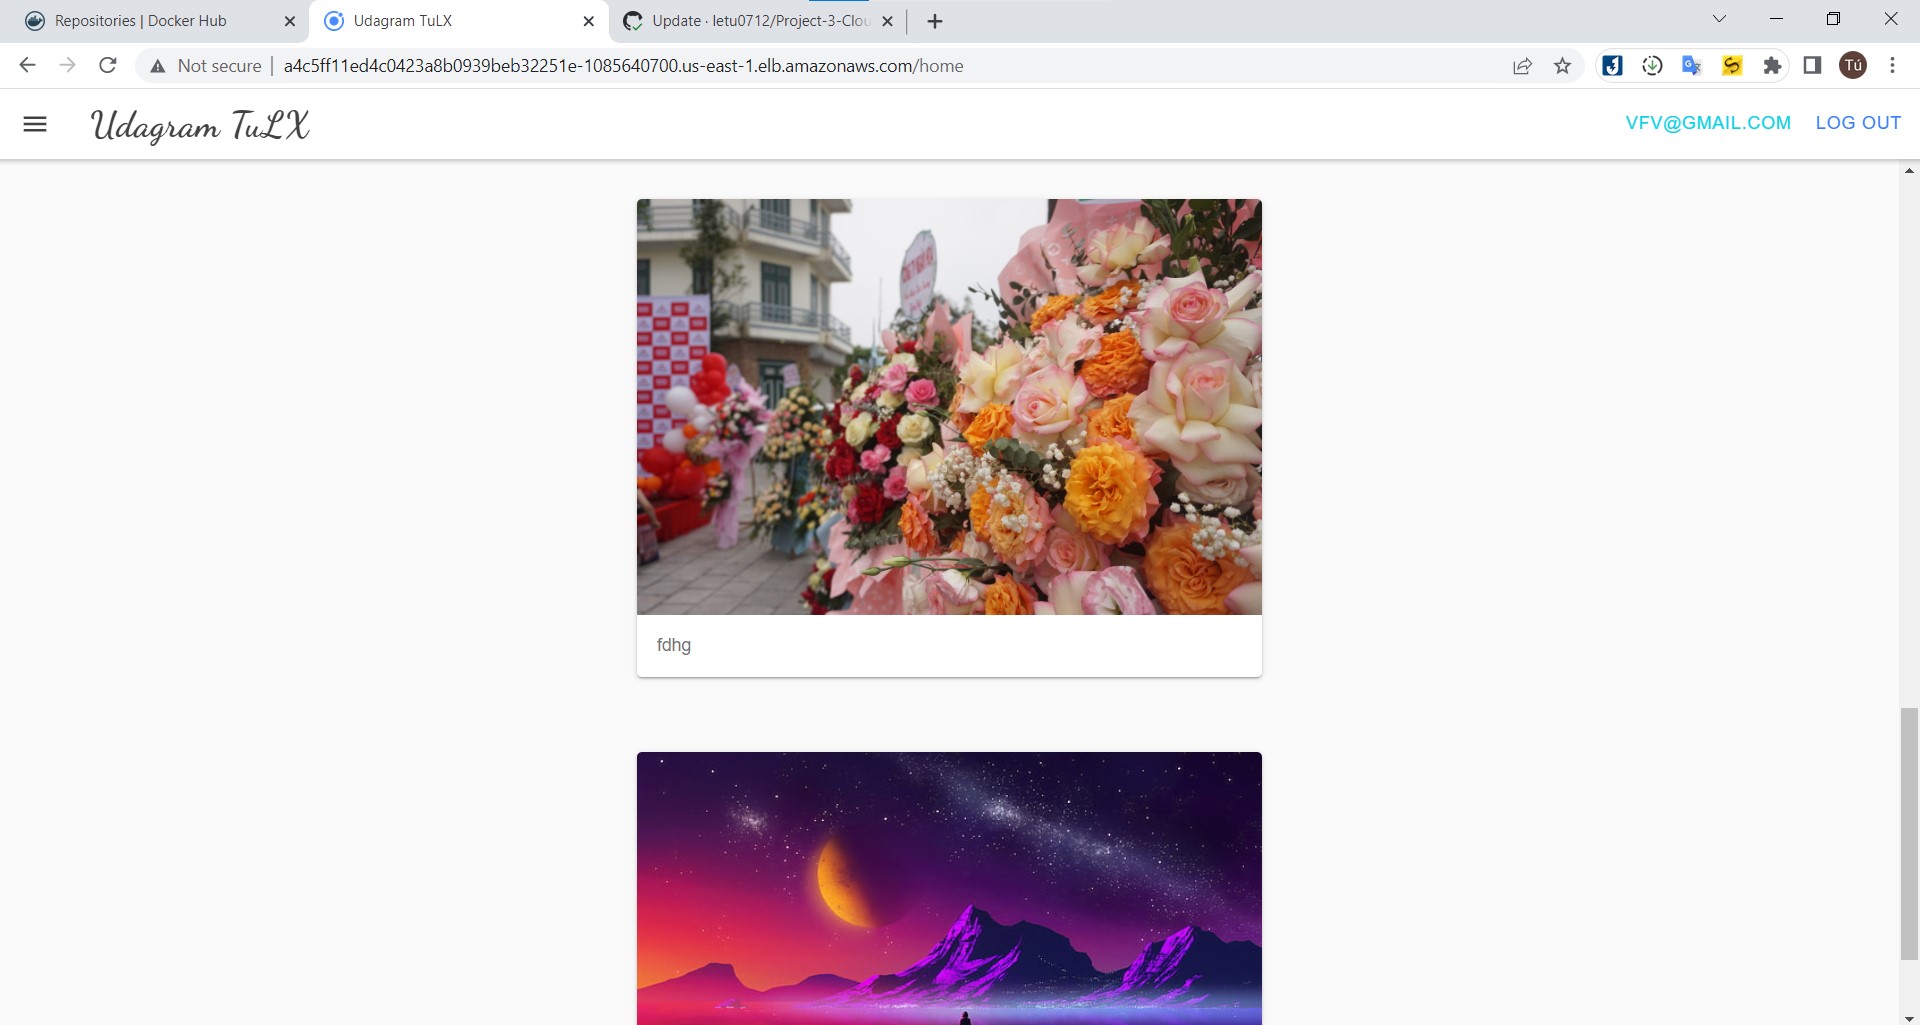 Repositories | Docker Hub
Udagram TuLX
Update · letu0712/Project-3-Clou
Not secure
a4c5ff11ed4c0423a8b0939beb32251e-1085640700.us-east-1.elb.amazonaws.com/home
Tú
Udagram TuLX
VFV@GMAIL.COM
LOG OUT
fdhg